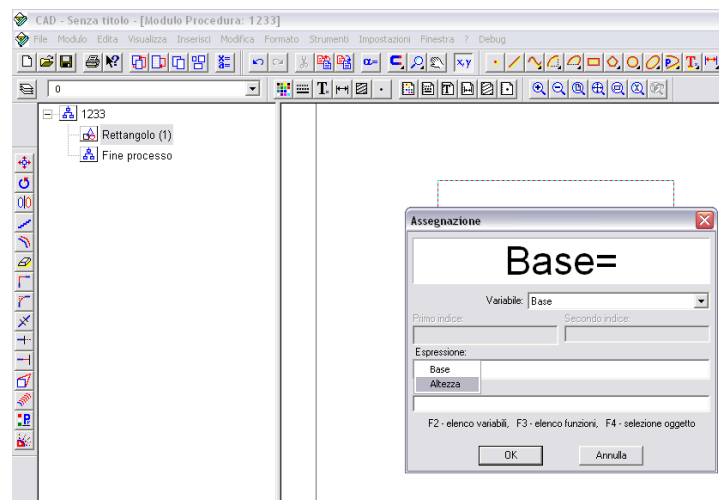 CAD - Senza titolo - [Modulo Procedura: 1233]
File Modulo Edita Visualizza Inserisci Modifica Formato Strumenti Impostazioni Finestra ? Debug
α= x,y P T.
0 T.
1233
Rettangolo (1)
Fine processo
Assegnazione
Base=
Variabile: Base
Primo indice: Secondo indice:
Espressione:
Base
Altezza
F2 - elenco variabili, F3 - elenco funzioni, F4 - selezione oggetto
OK Annulla